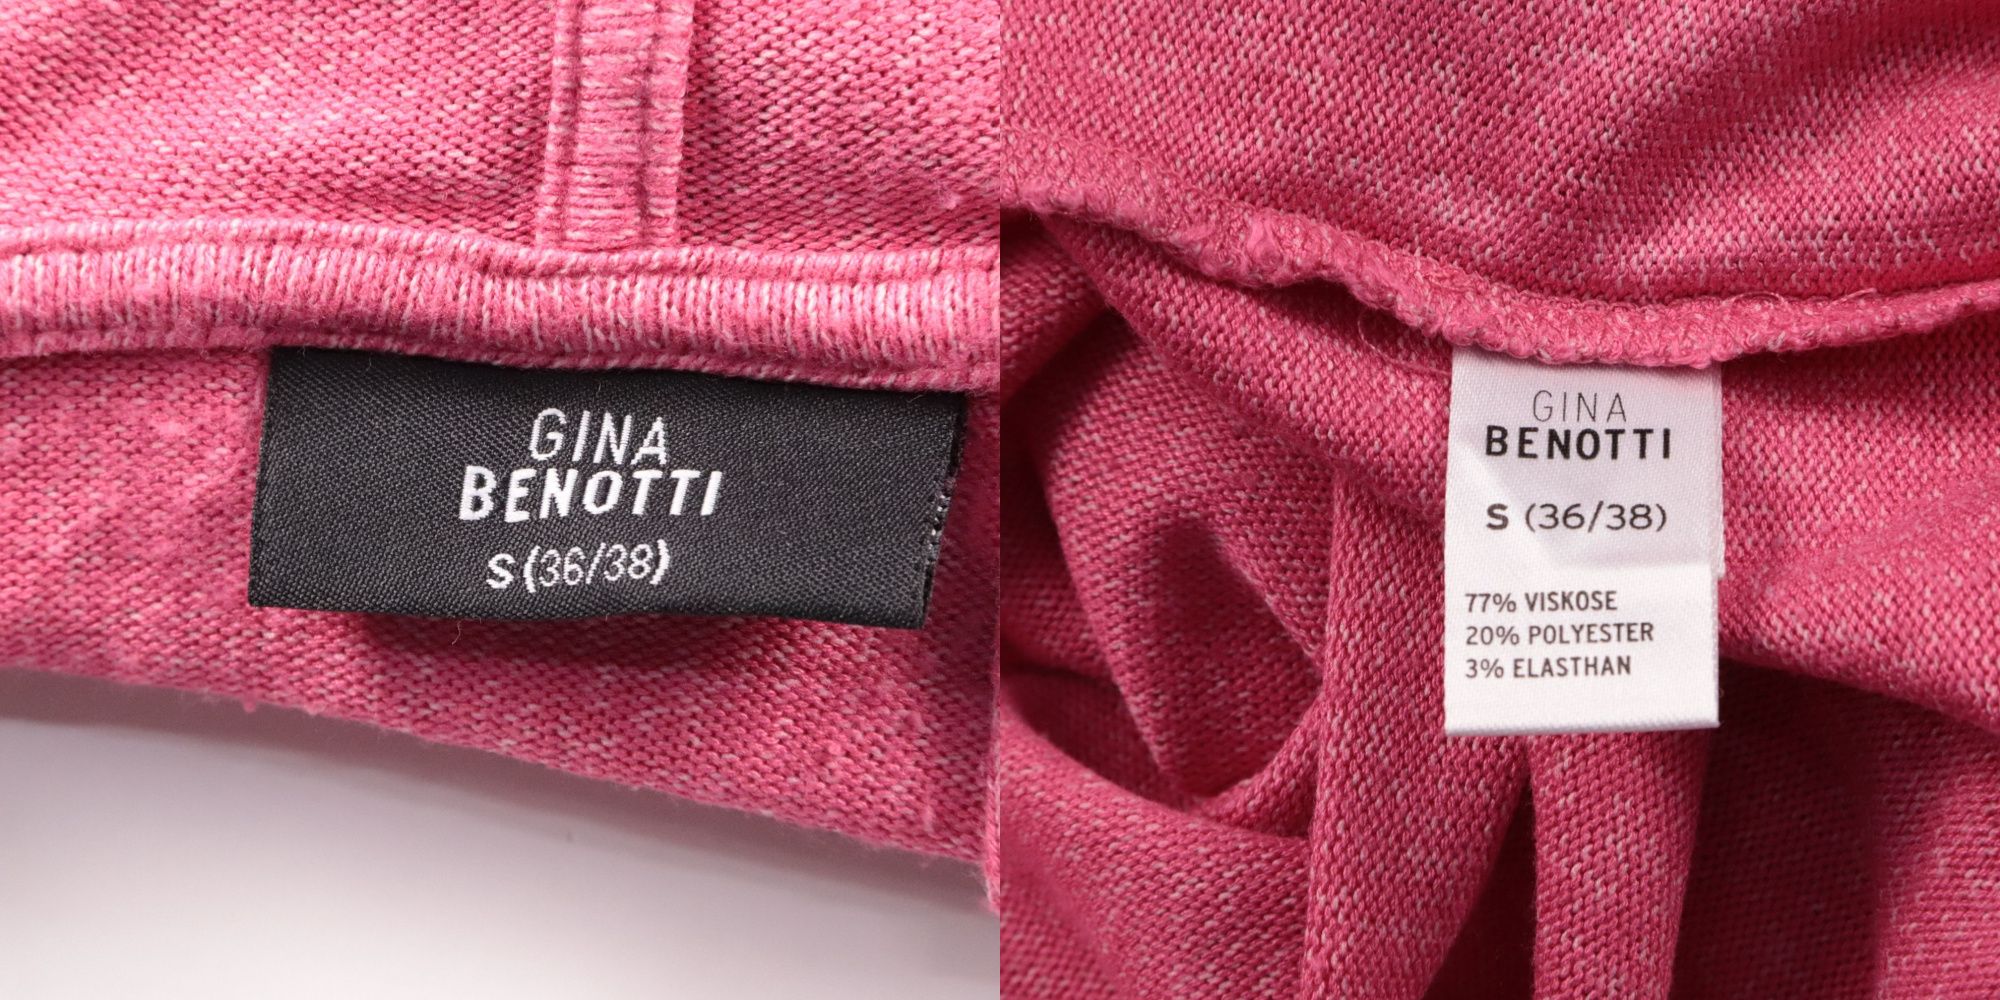 GINA
BENOTTI
S (36/38)
GINA
BENOTTI
S (36/38)
77% VISKOSE
20% POLYESTER
3% ELASTHAN